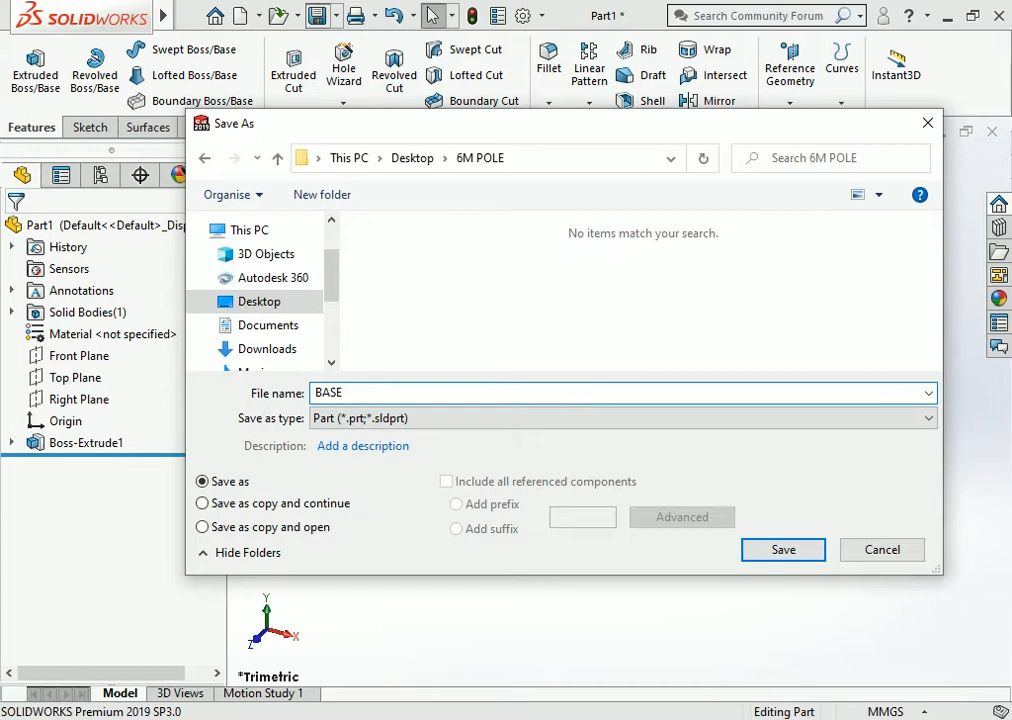 SOLIDWORKS
Part1 *
Search Community Forum
?
Extruded Boss/Base
Revolved Boss/Base
Swept Boss/Base
Lofted Boss/Base
Boundary Boss/Base
Extruded Cut
Hole Wizard
Revolved Cut
Swept Cut
Lofted Cut
Boundary Cut
Fillet
Linear Pattern
Rib
Draft
Shell
Wrap
Intersect
Mirror
Reference Geometry
Curves
Instant3D
Features
Sketch
Surfaces
Save As
This PC > Desktop > 6M POLE
Search 6M POLE
Organise
New folder
?
This PC
3D Objects
Autodesk 360
Desktop
Documents
Downloads
No items match your search.
Part1 (Default<<Default>_Disp
History
Sensors
Annotations
Solid Bodies(1)
Material <not specified>
Front Plane
Top Plane
Right Plane
Origin
Boss-Extrude1
File name: BASE
Save as type: Part (*.prt;*.sldprt)
Description: Add a description
Save as
Save as copy and continue
Save as copy and open
Include all referenced components
Add prefix
Add suffix
Advanced
Hide Folders
Save
Cancel
Y
X
Z
*Trimetric
Model
3D Views
Motion Study 1
SOLIDWORKS Premium 2019 SP3.0
Editing Part
MMGS